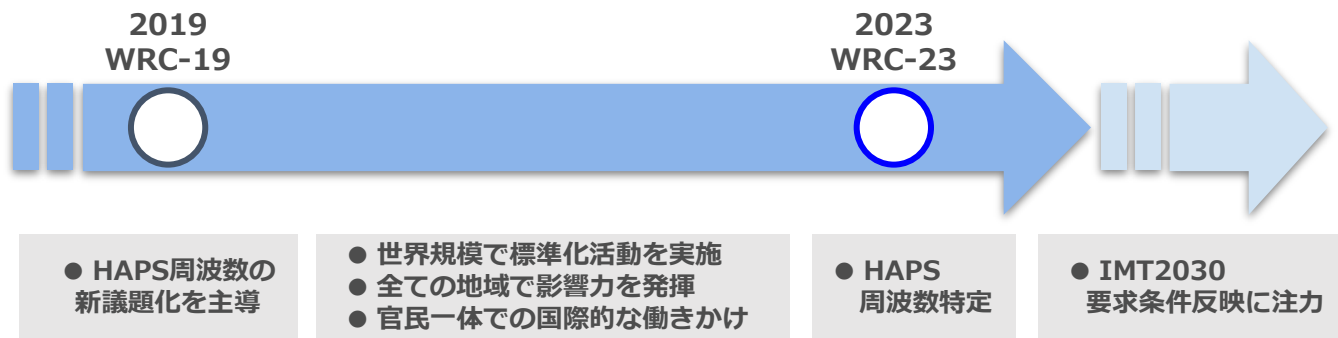 2019
WRC-19
2023
WRC-23
● HAPS周波数の
新議題化を主導
● 世界規模で標準化活動を実施
● 全ての地域で影響力を発揮
● 官民一体での国際的な働きかけ
● HAPS
周波数特定
● IMT2030
要求条件反映に注力